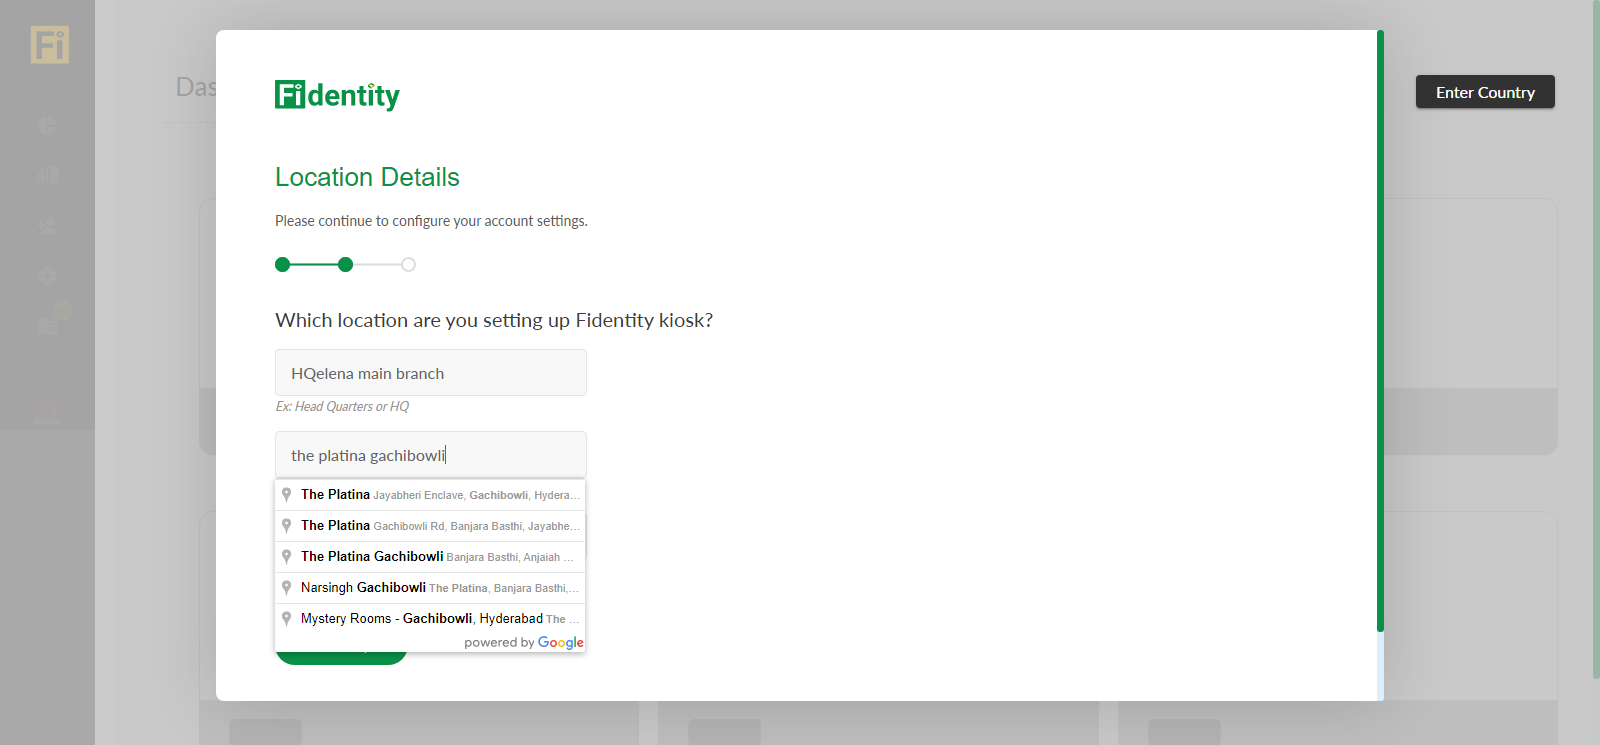 Fi
Das
Enter Country
Fidentity
Location Details
Please continue to configure your account settings.
Which location are you setting up Fidentity kiosk?
HQelena main branch
Ex: Head Quarters or HQ
the platina gachibowli
The Platina Jayabheri Enclave, Gachibowli, Hydera...
The Platina Gachibowli Rd, Banjara Basthi, Jayabhe...
The Platina Gachibowli Banjara Basthi, Anjaiah ...
Narsingh Gachibowli The Platina, Banjara Basthi,...
Mystery Rooms - Gachibowli, Hyderabad The ...
powered by Google